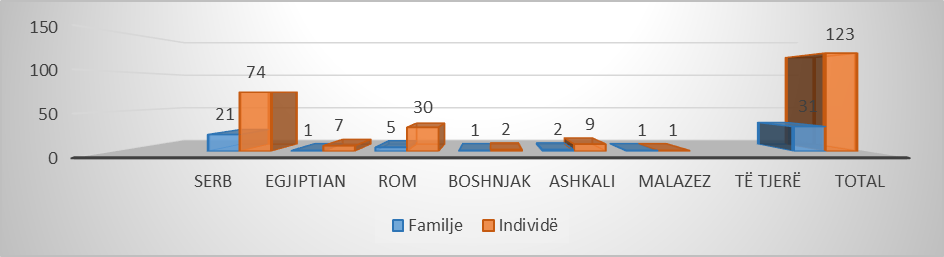 150
100
50
0
21 74 1 7 5 30 1 2 2 9 1 1 31 123
SERB EGJIPTIAN ROM BOSHNJAK ASHKALI MALAZEZ TË TJERË TOTAL
Familje Individë